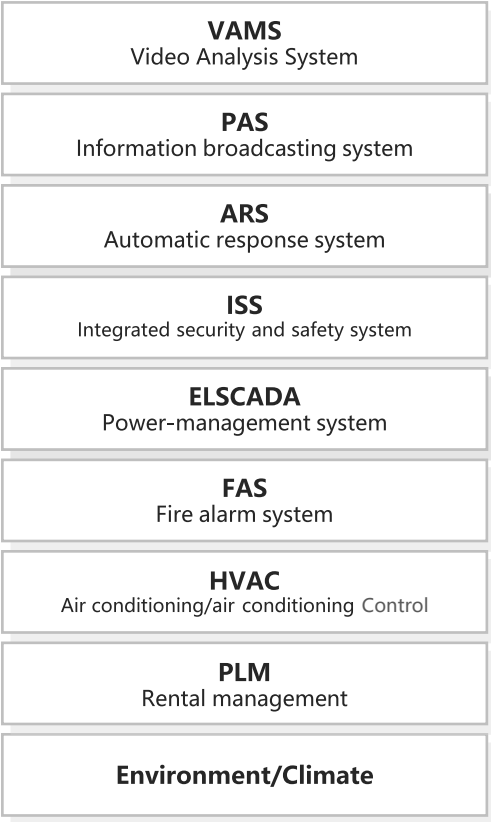 VAMS
Video Analysis System
PAS
Information broadcasting system
ARS
Automatic response system
ISS
Integrated security and safety system
ELSCADA
Power-management system
FAS
Fire alarm system
HVAC
Air conditioning/air conditioning Control
PLM
Rental management
Environment/Climate